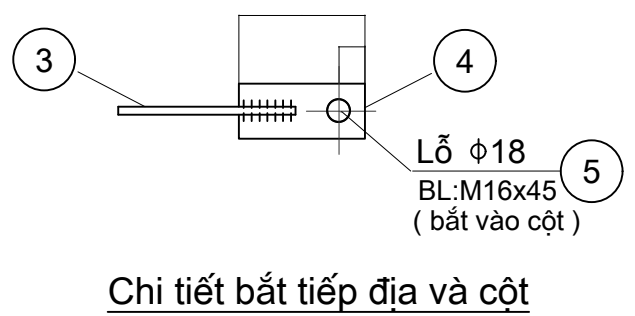 3
4
Lỗ ϕ18
5
BL:M16x45
( bắt vào cột )
Chi tiết bắt tiếp địa và cột